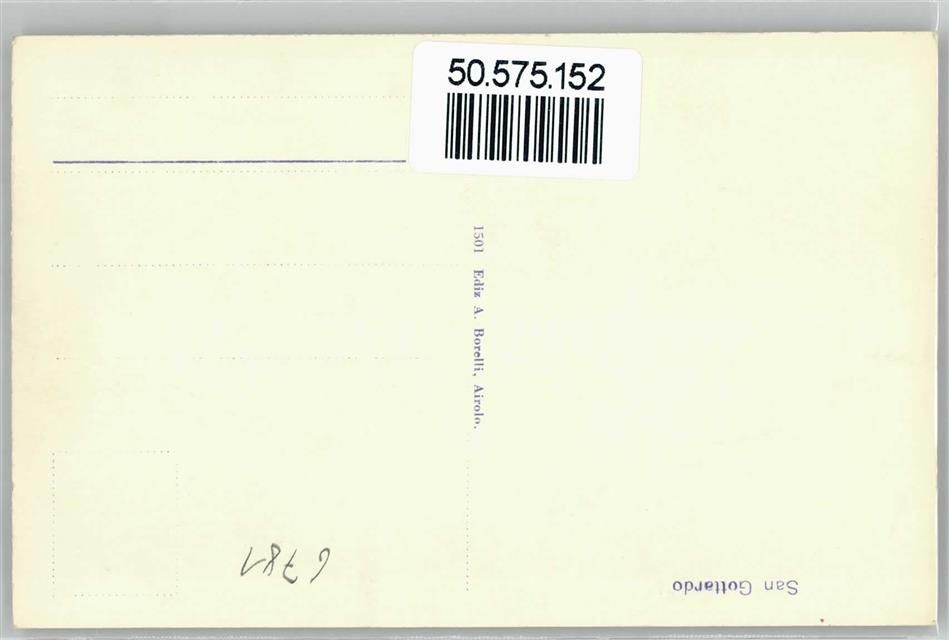 50.575.152
1501 Ediz A. Borelli, Airolo.
6781
San Gottardo